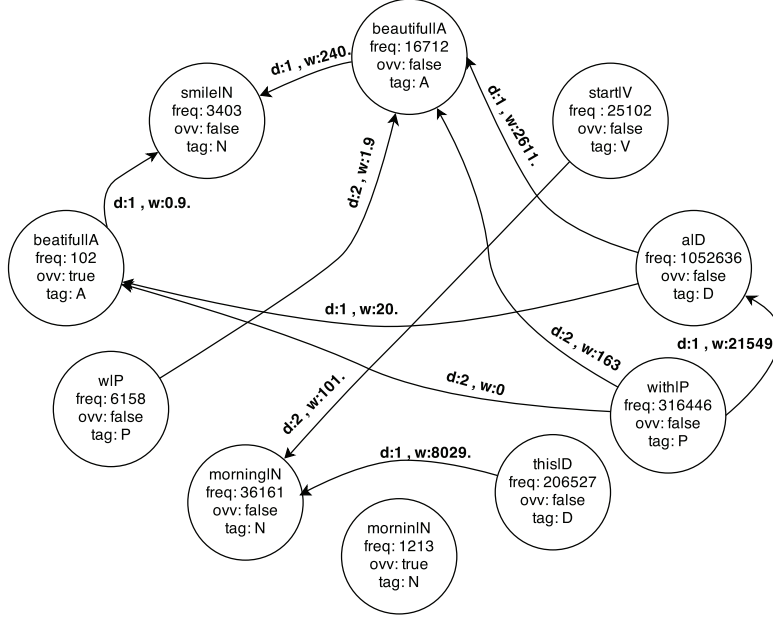 beautifullA
freq: 16712
ovv: false
tag: A
d:1 , w:240.
smilelN
freq: 3403
ovv: false
tag: N
startlV
freq : 25102
ovv: false
tag: V
d:1 , w:2611.
d:2 , w:1.9
d:1 , w:0.9.
beatifullA
freq: 102
ovv: true
tag: A
alD
freq: 1052636
ovv: false
tag: D
d:1 , w:20.
d:1 , w:21549
d:2 , w:163
wlP
freq: 6158
ovv: false
tag: P
d:2 , w:101.
d:2 , w:0
withlP
freq: 316446
ovv: false
tag: P
morninglN
freq: 36161
ovv: false
tag: N
d:1 , w:8029.
thislD
freq: 206527
ovv: false
tag: D
morninlN
freq: 1213
ovv: true
tag: N